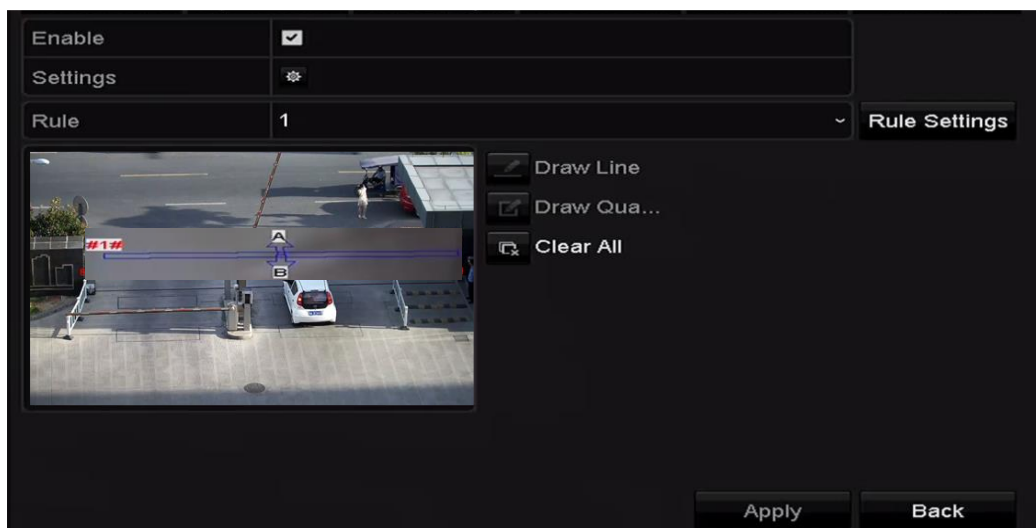 Enable
Settings
Rule
1
Rule Settings
Draw Line
Draw Qua...
Clear All
#1#
A
B
Apply
Back